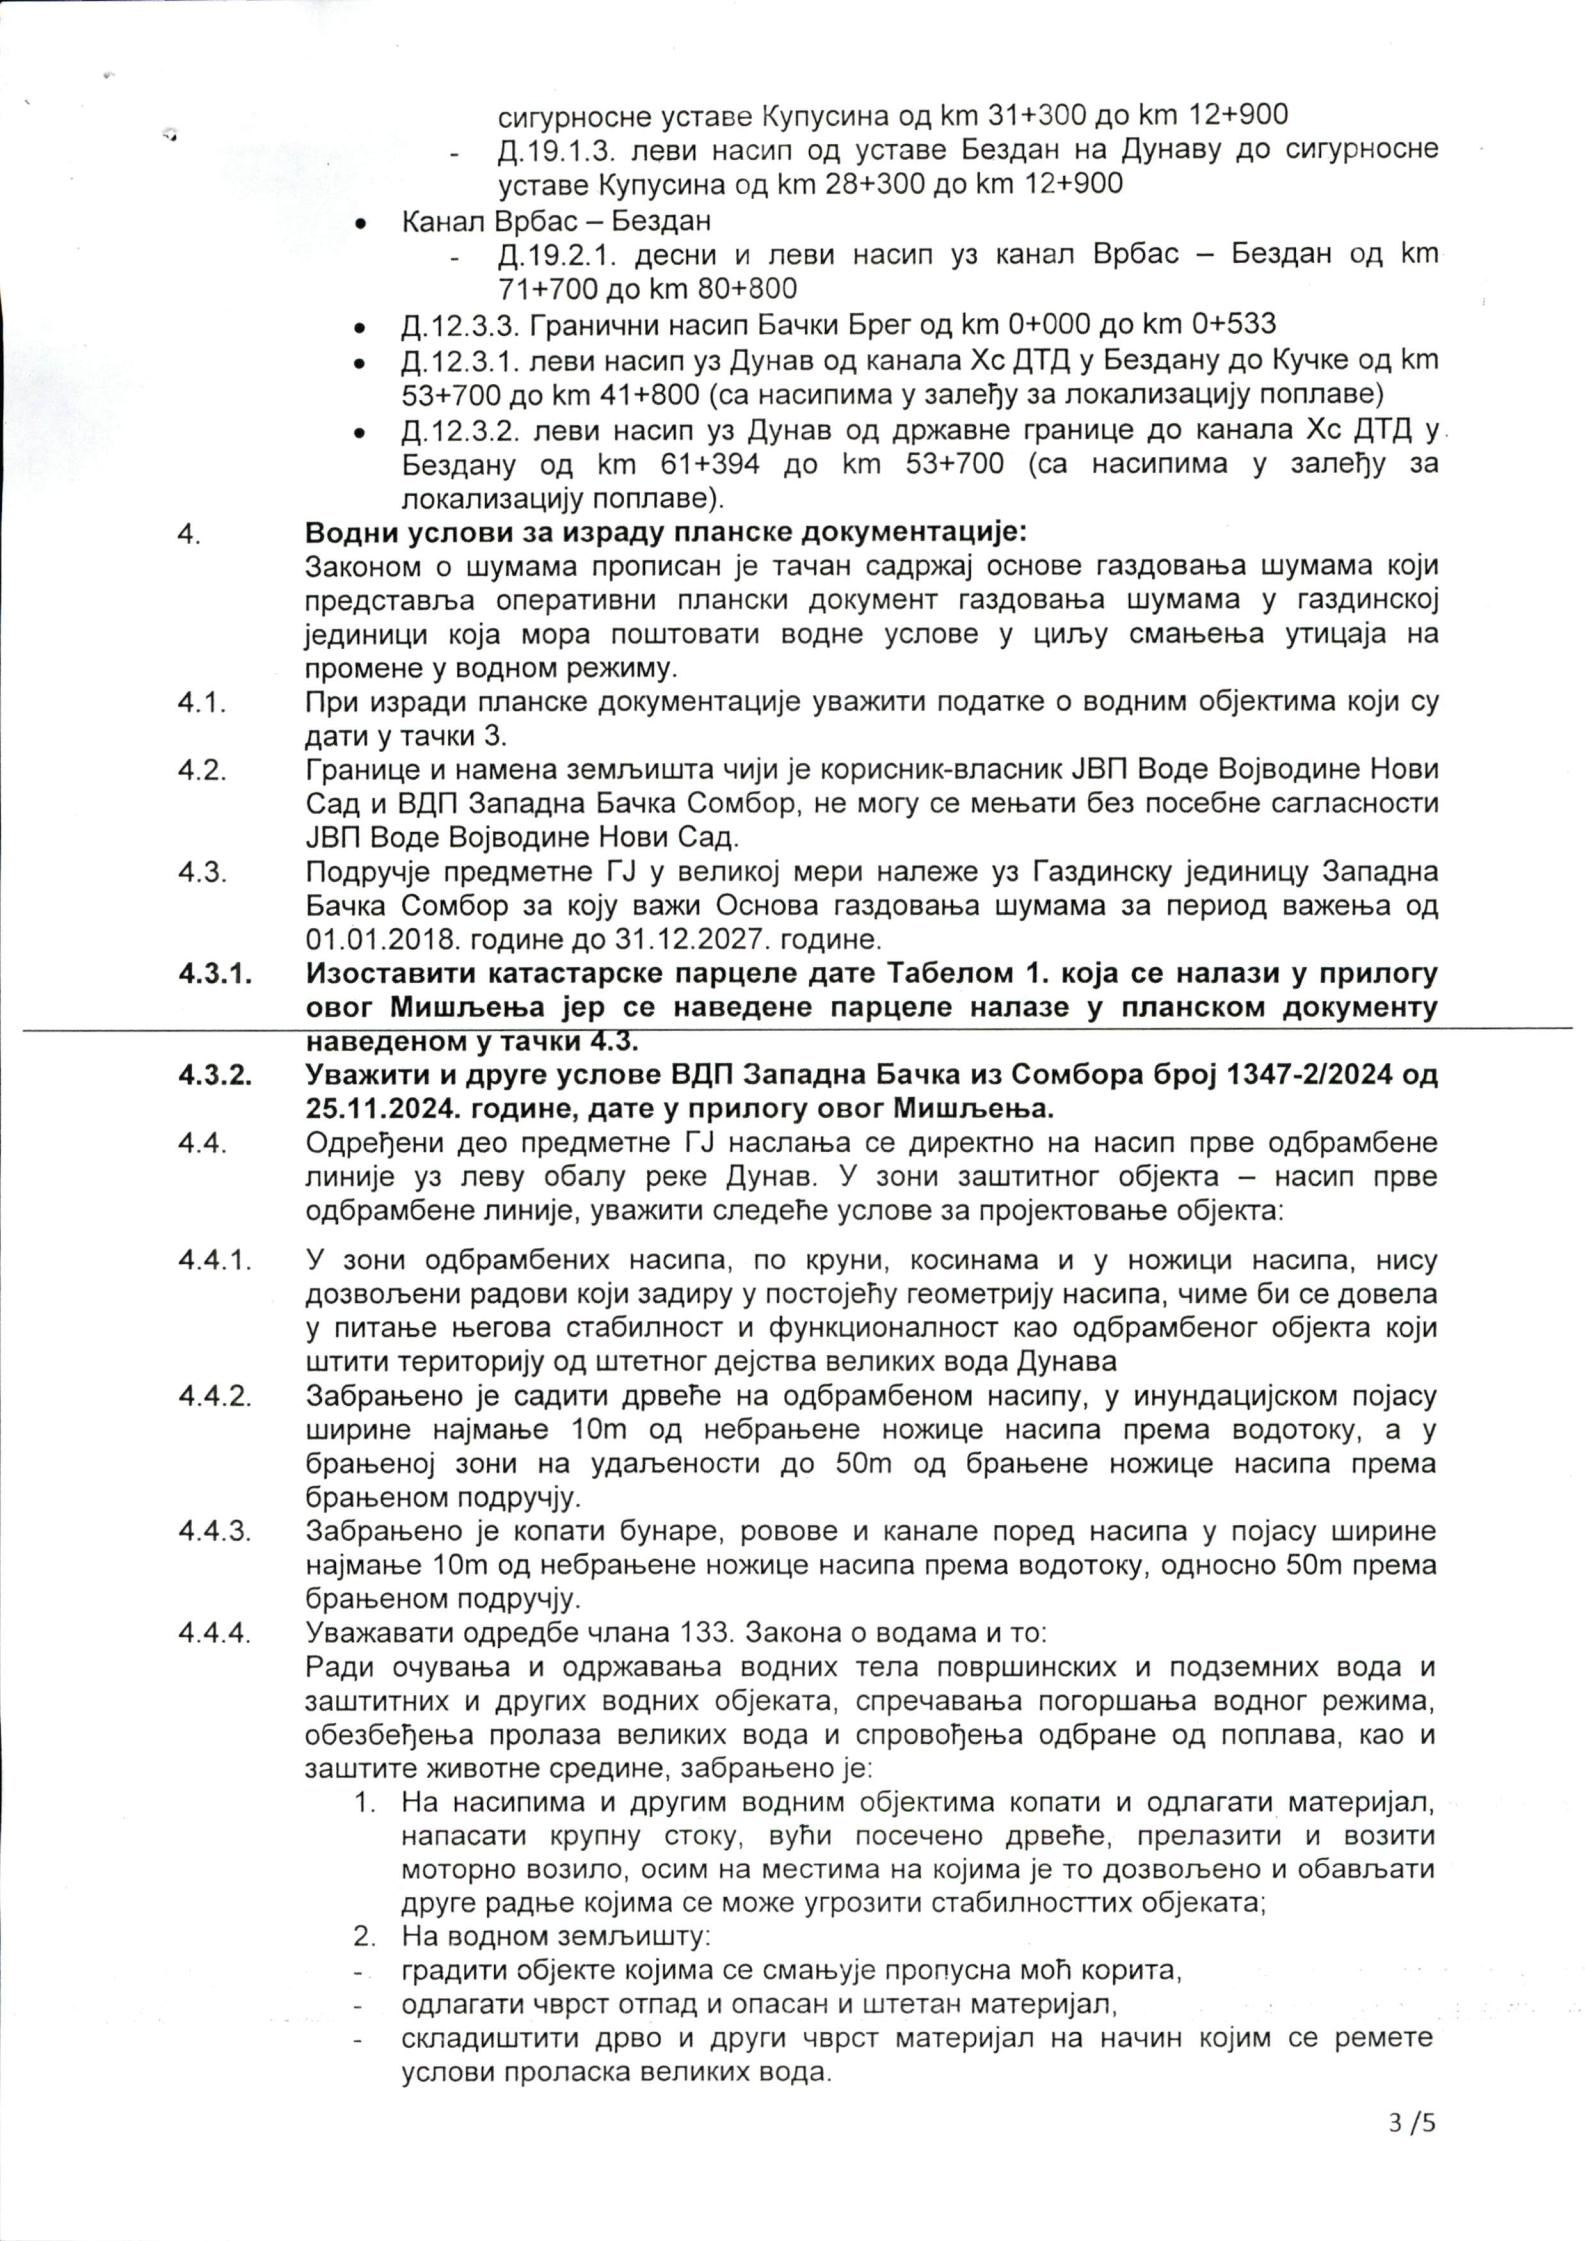 сигурносне уставе Купусина од km 31+300 до km 12+900
- Д.19.1.3. леви насип од уставе Бездан на Дунаву до сигурносне
уставе Купусина од km 28+300 до km 12+900
• Канал Врбас – Бездан
- Д.19.2.1. десни и леви насип уз канал Врбас – Бездан од km
71+700 до km 80+800
• Д.12.3.3. Гранични насип Бачки Брег од km 0+000 до km 0+533
• Д.12.3.1. леви насип уз Дунав од канала Хс ДТД у Бездану до Кучке од km
53+700 до km 41+800 (са насипима у залеђу за локализацију поплаве)
• Д.12.3.2. леви насип уз Дунав од државне границе до канала Хс ДТД у
Бездану од km 61+394 до km 53+700 (са насипима у залеђу за
локализацију поплаве).
4. Водни услови за израду планске документације:
Законом о шумама прописан је тачан садржај основе газдовања шумама који
представља оперативни плански документ газдовања шумама у газдинској
јединици која мора поштовати водне услове у циљу смањења утицаја на
промене у водном режиму.
4.1. При изради планске документације уважити податке о водним објектима који су
дати у тачки 3.
4.2. Границе и намена земљишта чији је корисник-власник ЈВП Воде Војводине Нови
Сад и ВДП Западна Бачка Сомбор, не могу се мењати без посебне сагласности
ЈВП Воде Војводине Нови Сад.
4.3. Подручје предметне ГЈ у великој мери належе уз Газдинску јединицу Западна
Бачка Сомбор за коју важи Основа газдовања шумама за период важења од
01.01.2018. године до 31.12.2027. године.
4.3.1. Изоставити катастарске парцеле дате Табелом 1. која се налази у прилогу
овог Мишљења јер се наведене парцеле налазе у планском документу
наведеном у тачки 4.3.
4.3.2. Уважити и друге услове ВДП Западна Бачка из Сомбора број 1347-2/2024 од
25.11.2024. године, дате у прилогу овог Мишљења.
4.4. Одређени део предметне ГЈ наслања се директно на насип прве одбрамбене
линије уз леву обалу реке Дунав. У зони заштитног објекта – насип прве
одбрамбене линије, уважити следеће услове за пројектовање објекта:
4.4.1. У зони одбрамбених насипа, по круни, косинама и у ножици насипа, нису
дозвољени радови који задиру у постојећу геометрију насипа, чиме би се довела
у питање његова стабилност и функционалност као одбрамбеног објекта који
штити територију од штетног дејства великих вода Дунава
4.4.2. Забрањено је садити дрвеће на одбрамбеном насипу, у инундацијском појасу
ширине најмање 10m од небрањене ножице насипа према водотоку, а у
брањеној зони на удаљености до 50m од брањене ножице насипа према
брањеном подручју.
4.4.3. Забрањено је копати бунаре, ровове и канале поред насипа у појасу ширине
најмање 10m од небрањене ножице насипа према водотоку, односно 50m према
брањеном подручју.
4.4.4. Уважавати одредбе члана 133. Закона о водама и то:
Ради очувања и одржавања водних тела површинских и подземних вода и
заштитних и других водних објеката, спречавања погоршања водног режима,
обезбеђења пролаза великих вода и спровођења одбране од поплава, као и
заштите животне средине, забрањено је:
1. На насипима и другим водним објектима копати и одлагати материјал,
напасати крупну стоку, вући посечено дрвеће, прелазити и возити
моторно возило, осим на местима на којима је то дозвољено и обављати
друге радње којима се може угрозити стабилносттих објеката;
2. На водном земљишту:
- градити објекте којима се смањује пропусна моћ корита,
- одлагати чврст отпад и опасан и штетан материјал,
- складиштити дрво и други чврст материјал на начин којим се ремете
услови проласка великих вода.
3 /5